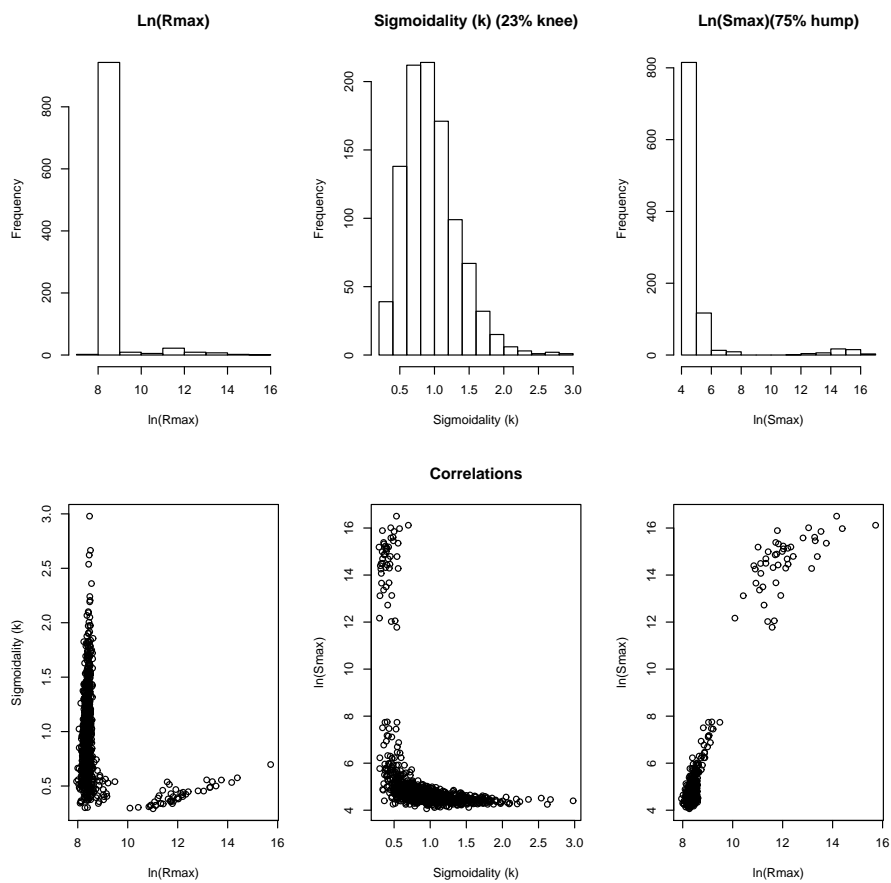 Ln(Rmax)
Frequency
0 200 400 600 800
8 10 12 14 16
ln(Rmax)
Sigmoidality (k) (23% knee)
Frequency
0 50 100 150 200
0.5 1.0 1.5 2.0 2.5 3.0
Sigmoidality (k)
Ln(Smax)(75% hump)
Frequency
0 200 400 600 800
4 6 8 10 12 14 16
ln(Smax)
Correlations
Sigmoidality (k)
0.5 1.0 1.5 2.0 2.5 3.0
8 10 12 14 16
ln(Rmax)
ln(Smax)
4 6 8 10 12 14 16
0.5 1.0 1.5 2.0 2.5 3.0
Sigmoidality (k)
ln(Smax)
4 6 8 10 12 14 16
8 10 12 14 16
ln(Rmax)